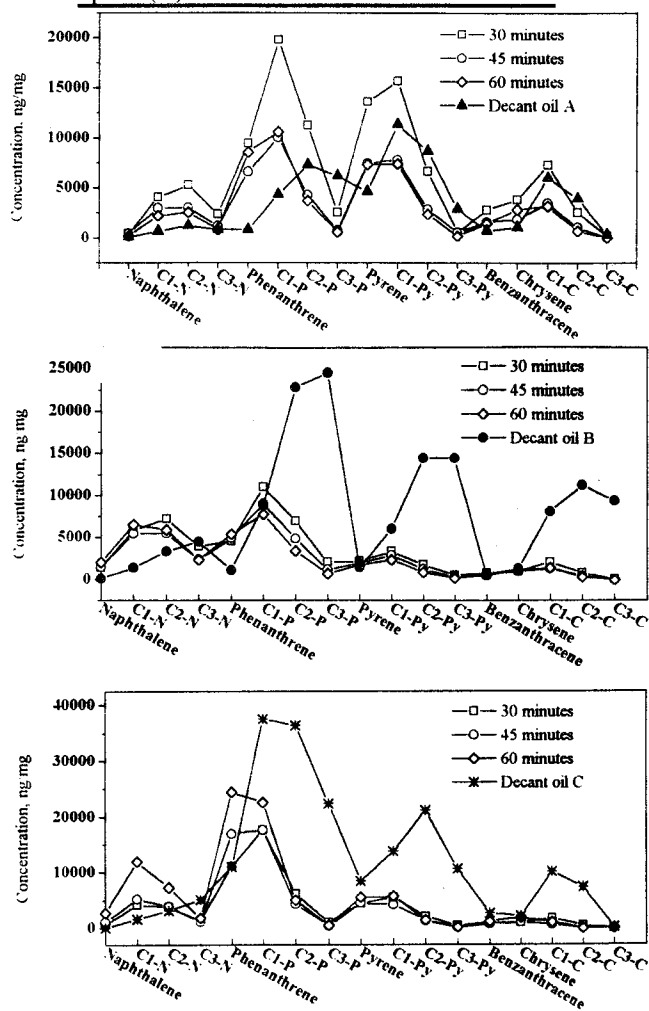 20000
15000
10000
5000
0
Concentration, ng/mg
30 minutes
45 minutes
60 minutes
Decant oil A
Naphthalene
C1-N
C2-N
C3-N
Phenanthrene
C1-P
C2-P
C3-P
Pyrene
C1-Py
C2-Py
C3-Py
Benzanthracene
Chrysene
C1-C
C2-C
C3-C
25000
20000
15000
10000
5000
0
Concentration, ng mg
30 minutes
45 minutes
60 minutes
Decant oil B
Naphthalene
C1-N
C2-N
C3-N
Phenanthrene
C1-P
C2-P
C3-P
Pyrene
C1-Py
C2-Py
C3-Py
Benzanthracene
Chrysene
C1-C
C2-C
C3-C
40000
30000
20000
10000
0
Concentration, ng/mg
30 minutes
45 minutes
60 minutes
Decant oil C
Naphthalene
C1-N
C2-N
C3-N
Phenanthrene
C1-P
C2-P
C3-P
Pyrene
C1-Py
C2-Py
C3-Py
Benzanthracene
Chrysene
C1-C
C2-C
C3-C